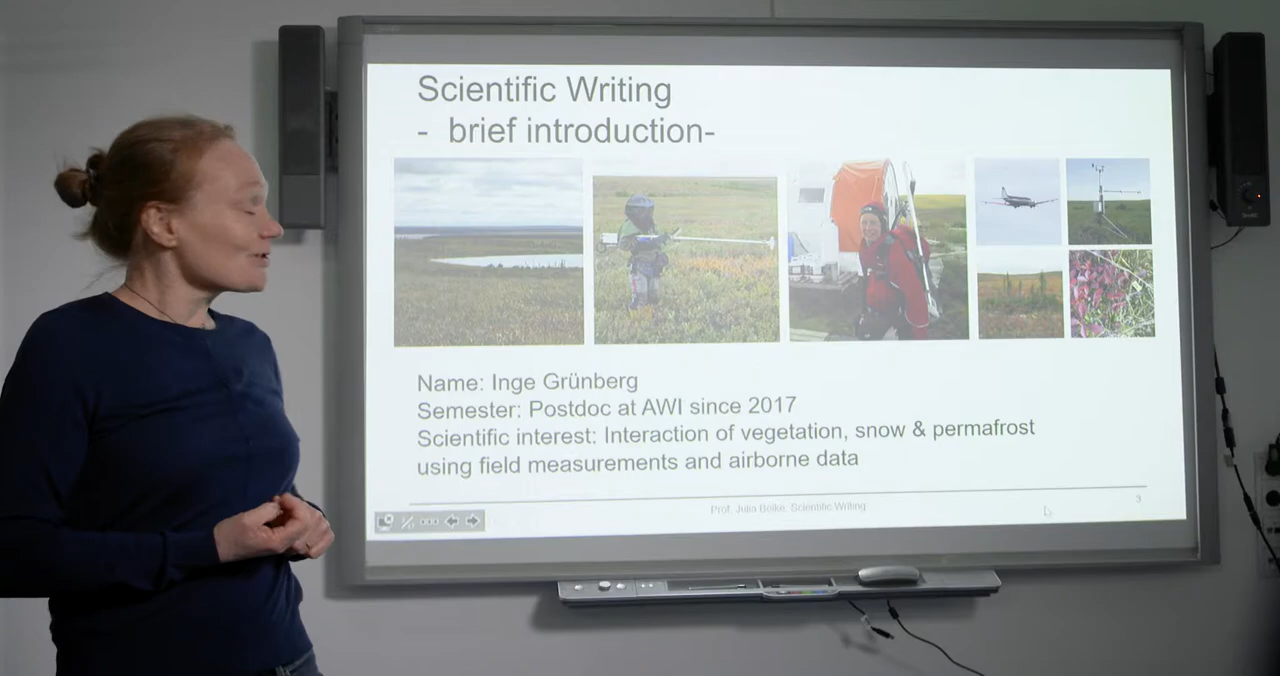 Scientific Writing
- brief introduction-
Name: Inge Grünberg
Semester: Postdoc at AWI since 2017
Scientific interest: Interaction of vegetation, snow & permafrost
using field measurements and airborne data
Prof. Julia Boike, Scientific Writing
3